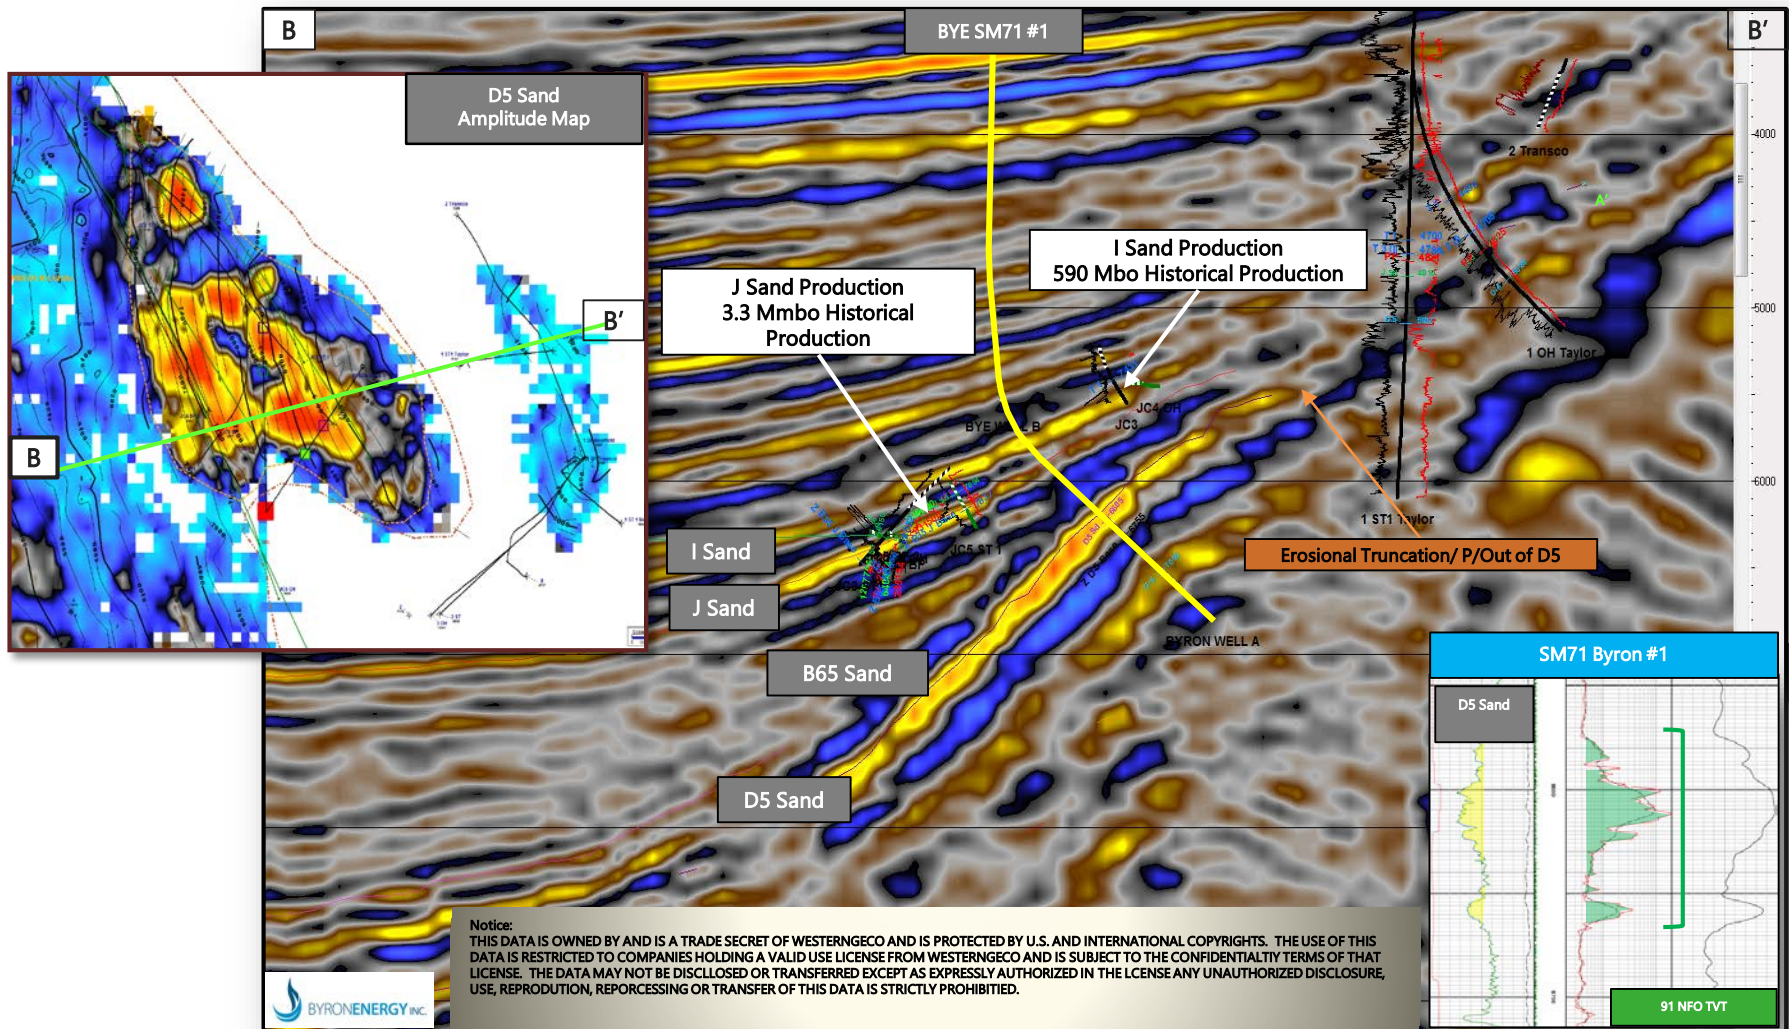 B
BYE SM71 #1
B’
D5 Sand
Amplitude Map
B’
B
J Sand Production
3.3 Mmbo Historical
Production
I Sand Production
590 Mbo Historical Production
2 Transco
A'
-4000
-5000
-6000
1 OH Taylor
1 ST1 Taylor
JC4 OH
JC3
JC5 ST 1
I Sand
J Sand
B65 Sand
D5 Sand
BYRON WELL A
Erosional Truncation/ P/Out of D5
SM71 Byron #1
D5 Sand
91 NFO TVT
Notice:
THIS DATA IS OWNED BY AND IS A TRADE SECRET OF WESTERNGECO AND IS PROTECTED BY U.S. AND INTERNATIONAL COPYRIGHTS. THE USE OF THIS
DATA IS RESTRICTED TO COMPANIES HOLDING A VALID USE LICENSE FROM WESTERNGECO AND IS SUBJECT TO THE CONFIDENTIALTIY TERMS OF THAT
LICENSE. THE DATA MAY NOT BE DISCLLOSED OR TRANSFERRED EXCEPT AS EXPRESSLY AUTHORIZED IN THE LCENSE ANY UNAUTHORIZED DISCLOSURE,
USE, REPRODUTION, REPORCESSING OR TRANSFER OF THIS DATA IS STRICTLY PROHIBITIED.
BYRONENERGY INC.